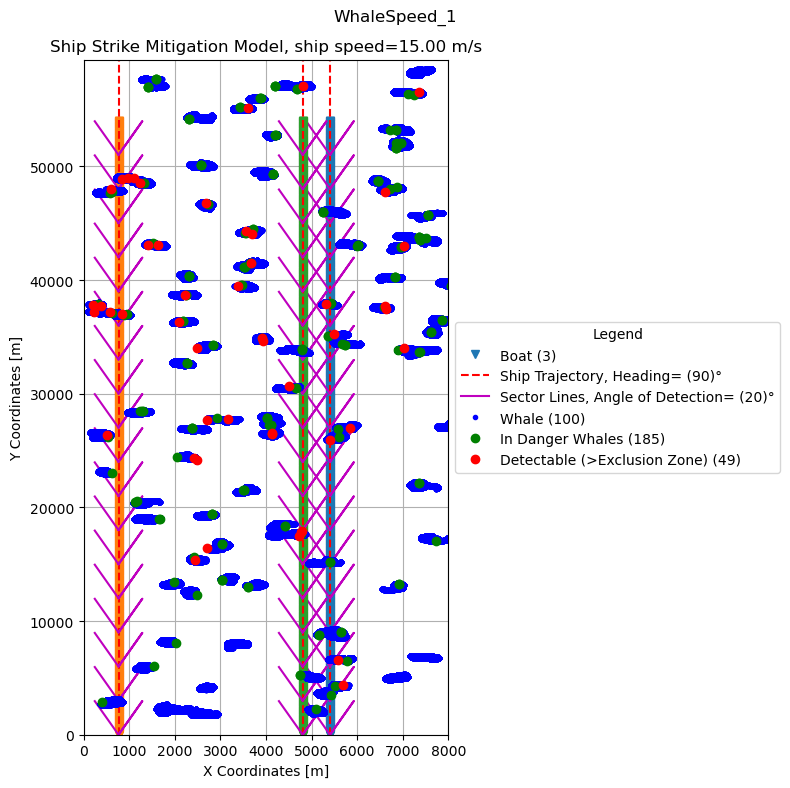 WhaleSpeed_1
Ship Strike Mitigation Model, ship speed=15.00 m/s
Y Coordinates [m]
50000
40000
30000
20000
10000
0
0 1000 2000 3000 4000 5000 6000 7000 8000
X Coordinates [m]
Legend
Boat (3)
Ship Trajectory, Heading= (90)°
Sector Lines, Angle of Detection= (20)°
Whale (100)
In Danger Whales (185)
Detectable (>Exclusion Zone) (49)